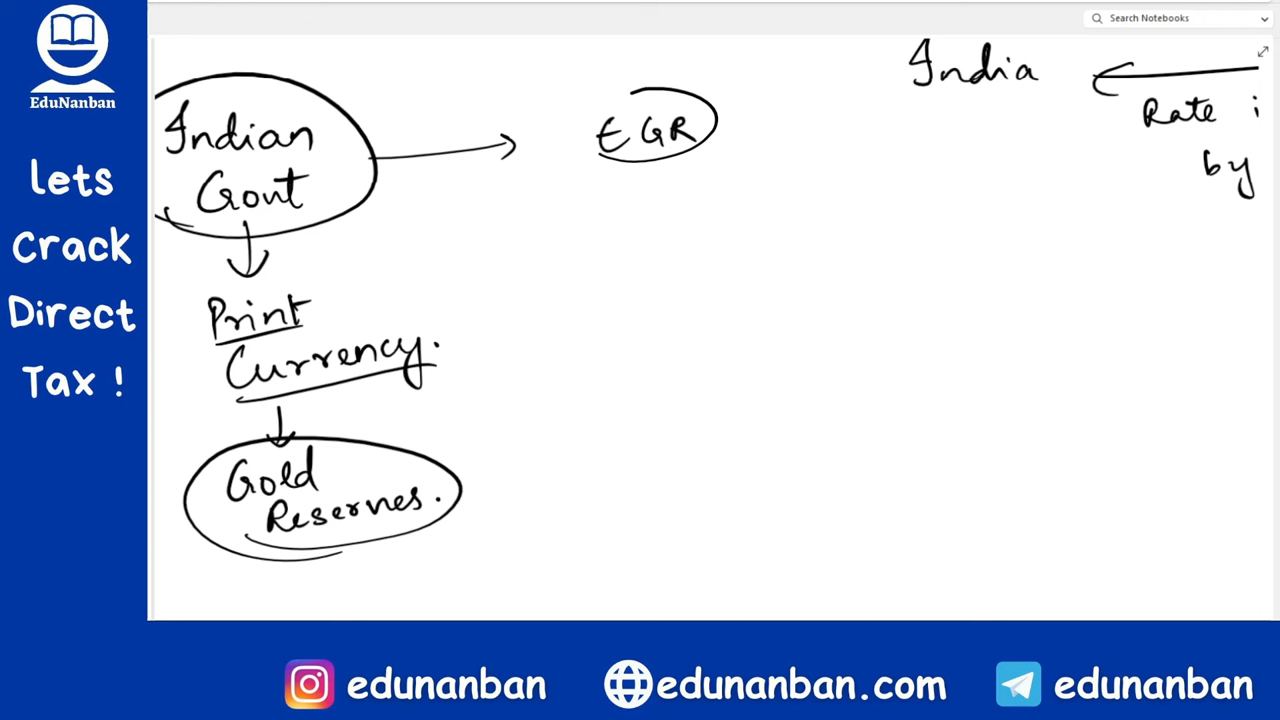 EduNanban
Lets
Crack
Direct
Tax !
Search Notebooks
Indian
Govt
EGR
India
Rate i
by
Print
Currency.
Gold
Reserves.
edunanban
edunanban.com
edunanban